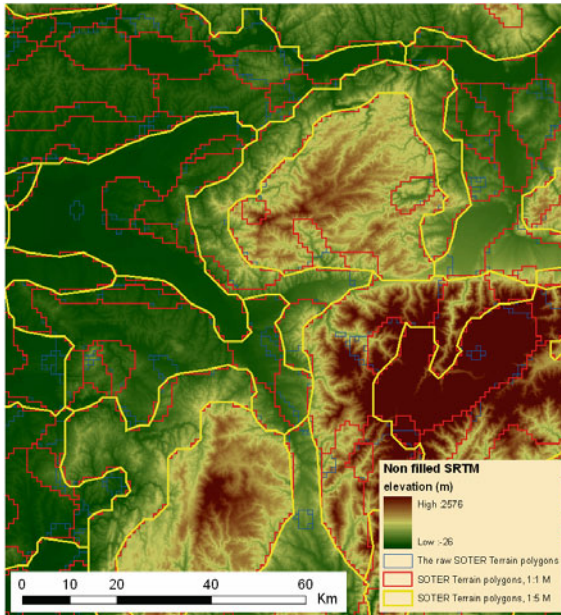 Non filled SRTM
elevation (m)
High :2576
Low :-26
The raw SOTER Terrain polygons
SOTER Terrain polygons, 1:1 M
SOTER Terrain polygons, 1:5 M
0 10 20 40 60
Km